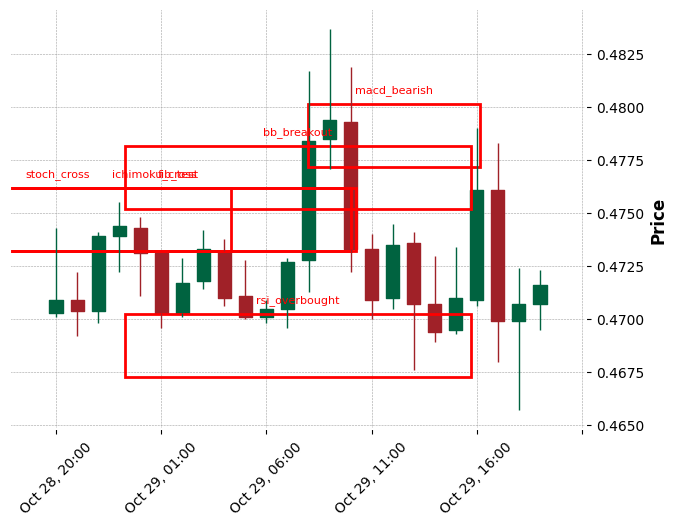 0.4825
macd_bearish
0.4800
bb_breakout
0.4775
stoch_cross
ichimoku_cross
fib_test
0.4750
Price
0.4725
rsi_overbought
0.4700
0.4675
0.4650
Oct 28, 20:00
Oct 29, 01:00
Oct 29, 06:00
Oct 29, 11:00
Oct 29, 16:00